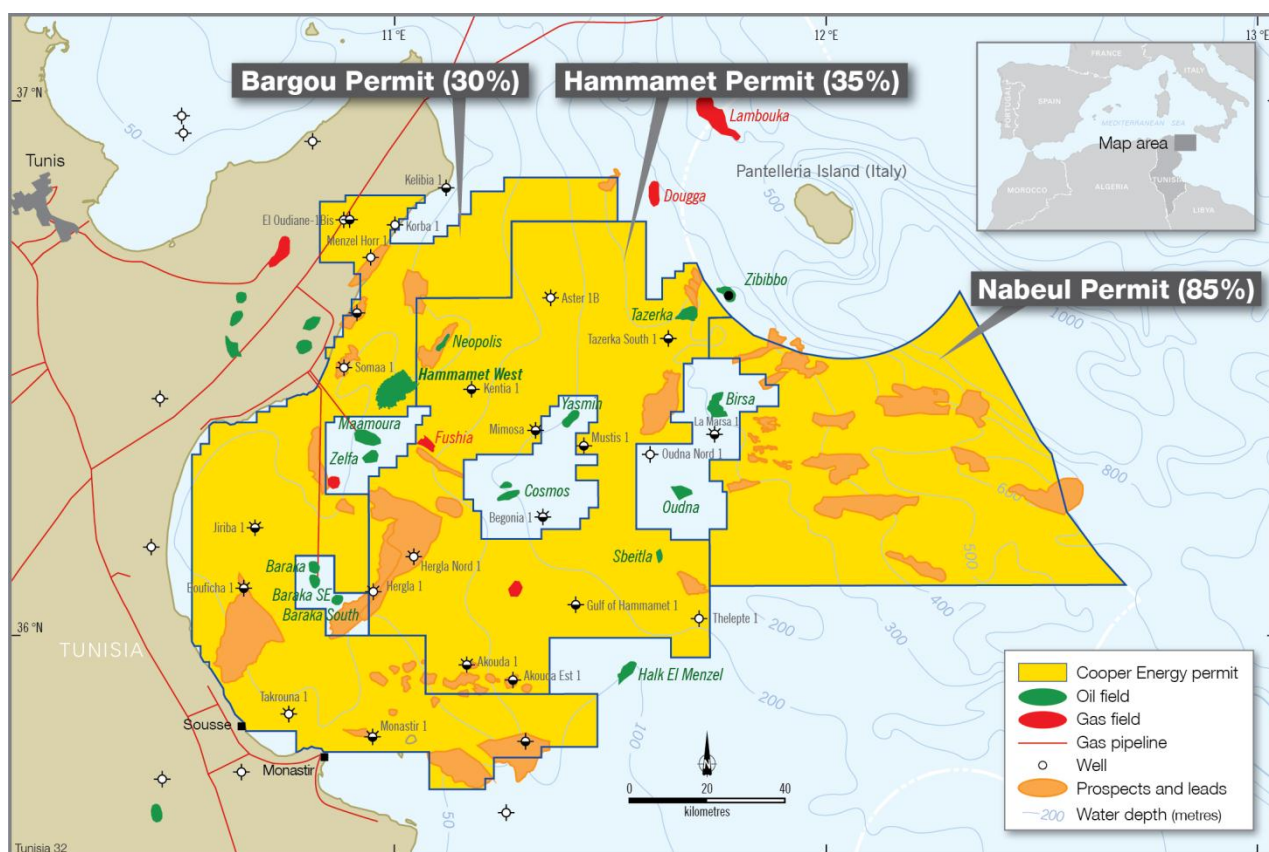 11 °E
12 °E
13 °E
37 °N
36 °N
Bargou Permit (30%)
Hammamet Permit (35%)
Nabeul Permit (85%)
FRANCE
ITALY
PORTUGAL
SPAIN
MEDITERRANEAN SEA
Map area
MOROCCO
ALGERIA
TUNISIA
LIBYA
Lambouka
50
Tunis
Pantelleria Island (Italy)
500
Kelibia 1
Dougga
El Oudiane-1Bis
Korba 1
Menzel Horr 1
Zibibbo
Aster 1B
Tazerka
1000
Tazerka South 1
Neopolis
Somaa 1
Hammamet West
Kentia 1
Birsa
Yasmin
La Marsa 1
Maamoura
Fushia
Mimosa
Mustis 1
Zelfa
Oudna Nord 1
800
Cosmos
Oudna
600
Begonia 1
Jiriba 1
Sbeitla
500
Baraka
Hergla Nord 1
Eouficha 1
Baraka SE
Hergla 1
Baraka South
Gulf of Hammamet 1
Thelepte 1
400
300
200
TUNISIA
Akouda 1
Akouda Est 1
Halk El Menzel
200
Takrouna 1
Sousse
Monastir 1
100
Monastir
N
0 20 40
kilometres
50
Cooper Energy permit
Oil field
Gas field
Gas pipeline
Well
Prospects and leads
200 Water depth (metres)
Tunisia 32